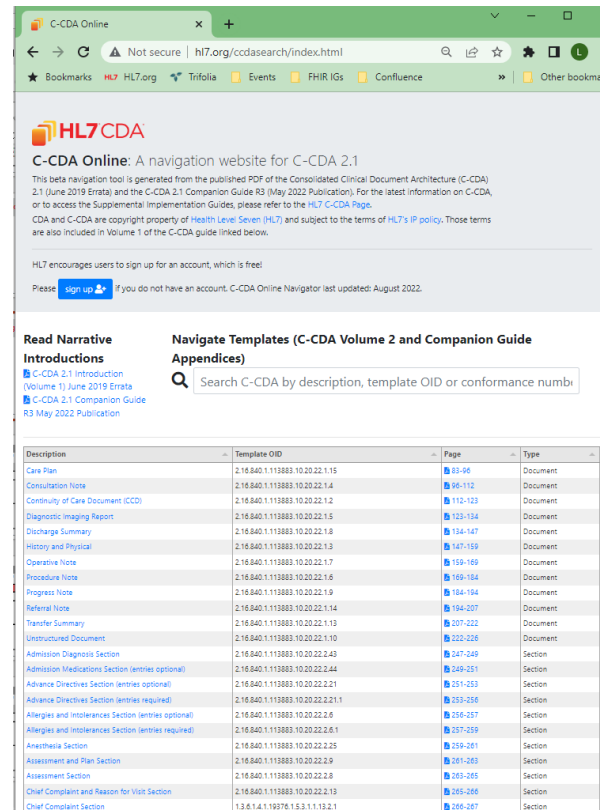 C-CDA Online
Not secure | hl7.org/ccdasearch/index.html
L
Bookmarks HL7 HL7.org Trifolia Events FHIR IGs Confluence » Other bookma
HL7 CDA
C-CDA Online: A navigation website for C-CDA 2.1
This beta navigation tool is generated from the published PDF of the Consolidated Clinical Document Architecture (C-CDA)
2.1 (June 2019 Errata) and the C-CDA 2.1 Companion Guide R3 (May 2022 Publication). For the latest information on C-CDA,
or to access the Supplemental Implementation Guides, please refer to the HL7 C-CDA Page.
CDA and C-CDA are copyright property of Health Level Seven (HL7) and subject to the terms of HL7's IP policy. Those terms
are also included in Volume 1 of the C-CDA guide linked below.
HL7 encourages users to sign up for an account, which is free!
Please sign up if you do not have an account. C-CDA Online Navigator last updated: August 2022.
Read Narrative
Introductions
C-CDA 2.1 Introduction
(Volume 1) June 2019 Errata
C-CDA 2.1 Companion Guide
R3 May 2022 Publication
Navigate Templates (C-CDA Volume 2 and Companion Guide
Appendices)
Search C-CDA by description, template OID or conformance numbe
Description Template OID Page Type
Care Plan 2.16.840.1.113883.10.20.22.1.15 83-96 Document
Consultation Note 2.16.840.1.113883.10.20.22.1.4 96-112 Document
Continuity of Care Document (CCD) 2.16.840.1.113883.10.20.22.1.2 112-123 Document
Diagnostic Imaging Report 2.16.840.1.113883.10.20.22.1.5 123-134 Document
Discharge Summary 2.16.840.1.113883.10.20.22.1.8 134-147 Document
History and Physical 2.16.840.1.113883.10.20.22.1.3 147-159 Document
Operative Note 2.16.840.1.113883.10.20.22.1.7 159-169 Document
Procedure Note 2.16.840.1.113883.10.20.22.1.6 169-184 Document
Progress Note 2.16.840.1.113883.10.20.22.1.9 184-194 Document
Referral Note 2.16.840.1.113883.10.20.22.1.14 194-207 Document
Transfer Summary 2.16.840.1.113883.10.20.22.1.13 207-222 Document
Unstructured Document 2.16.840.1.113883.10.20.22.1.10 222-226 Document
Admission Diagnosis Section 2.16.840.1.113883.10.20.22.2.43 247-249 Section
Admission Medications Section (entries optional) 2.16.840.1.113883.10.20.22.2.44 249-251 Section
Advance Directives Section (entries optional) 2.16.840.1.113883.10.20.22.2.21 251-253 Section
Advance Directives Section (entries required) 2.16.840.1.113883.10.20.22.2.21.1 253-256 Section
Allergies and Intolerances Section (entries optional) 2.16.840.1.113883.10.20.22.2.6 256-257 Section
Allergies and Intolerances Section (entries required) 2.16.840.1.113883.10.20.22.2.6.1 257-259 Section
Anesthesia Section 2.16.840.1.113883.10.20.22.2.25 259-261 Section
Assessment and Plan Section 2.16.840.1.113883.10.20.22.2.9 261-263 Section
Assessment Section 2.16.840.1.113883.10.20.22.2.8 263-265 Section
Chief Complaint and Reason for Visit Section 2.16.840.1.113883.10.20.22.2.13 265-266 Section
Chief Complaint Section 1.3.6.1.4.1.19376.1.5.3.1.1.13.2.1 266-267 Section